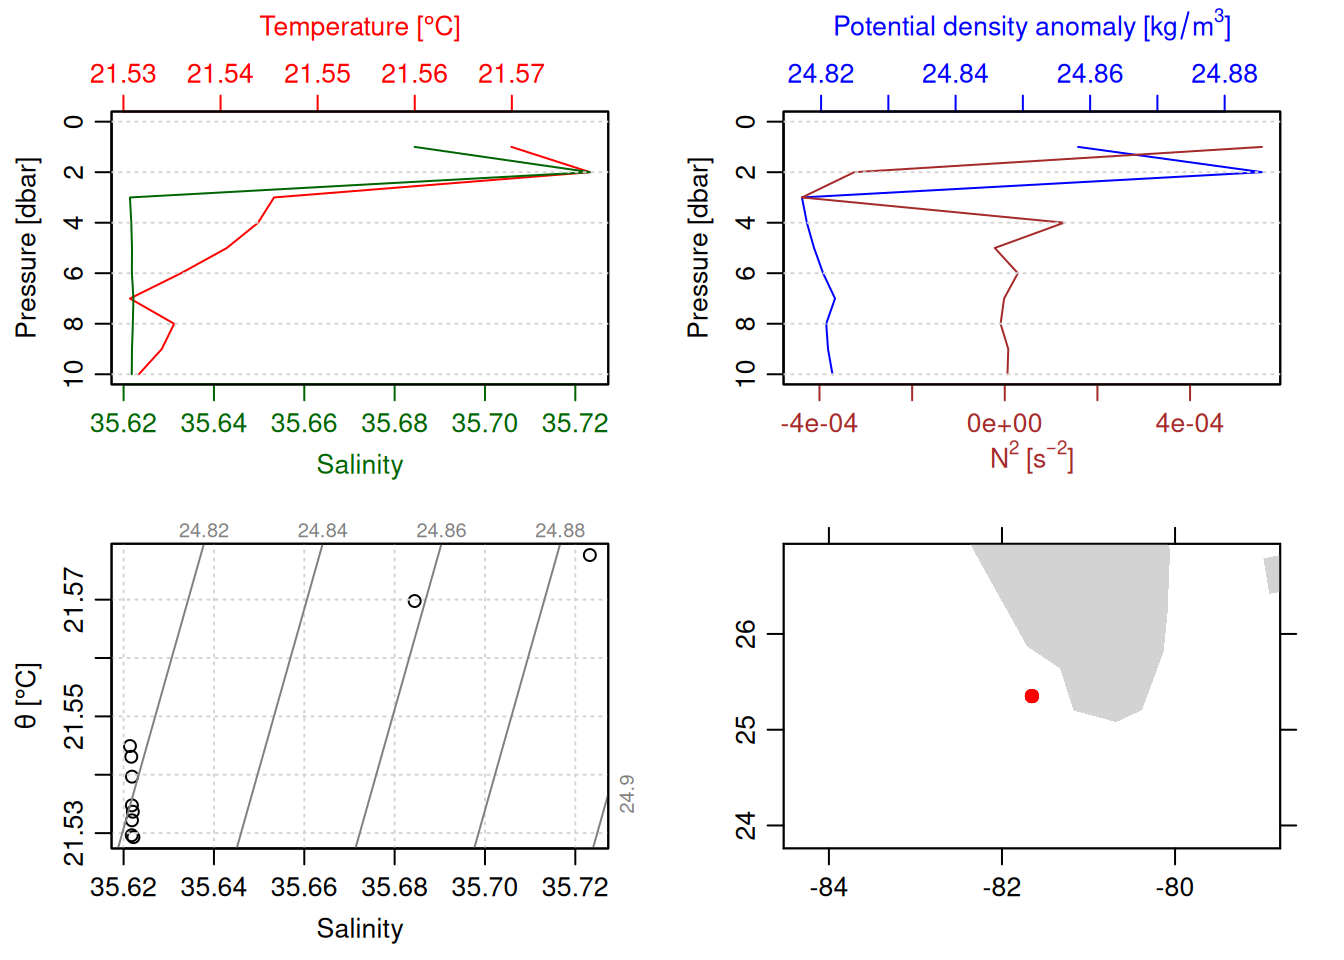 Temperature [°C]
21.53 21.54 21.55 21.56 21.57
Pressure [dbar]
0
2
4
6
8
10
35.62 35.64 35.66 35.68 35.70 35.72
Salinity
Potential density anomaly [kg/m³]
24.82 24.84 24.86 24.88
Pressure [dbar]
0
2
4
6
8
10
-4e-04 0e+00 4e-04
N² [s⁻²]
24.82 24.84 24.86 24.88
24.9
θ [°C]
21.57
21.55
21.53
35.62 35.64 35.66 35.68 35.70 35.72
Salinity
26
25
24
-84 -82 -80